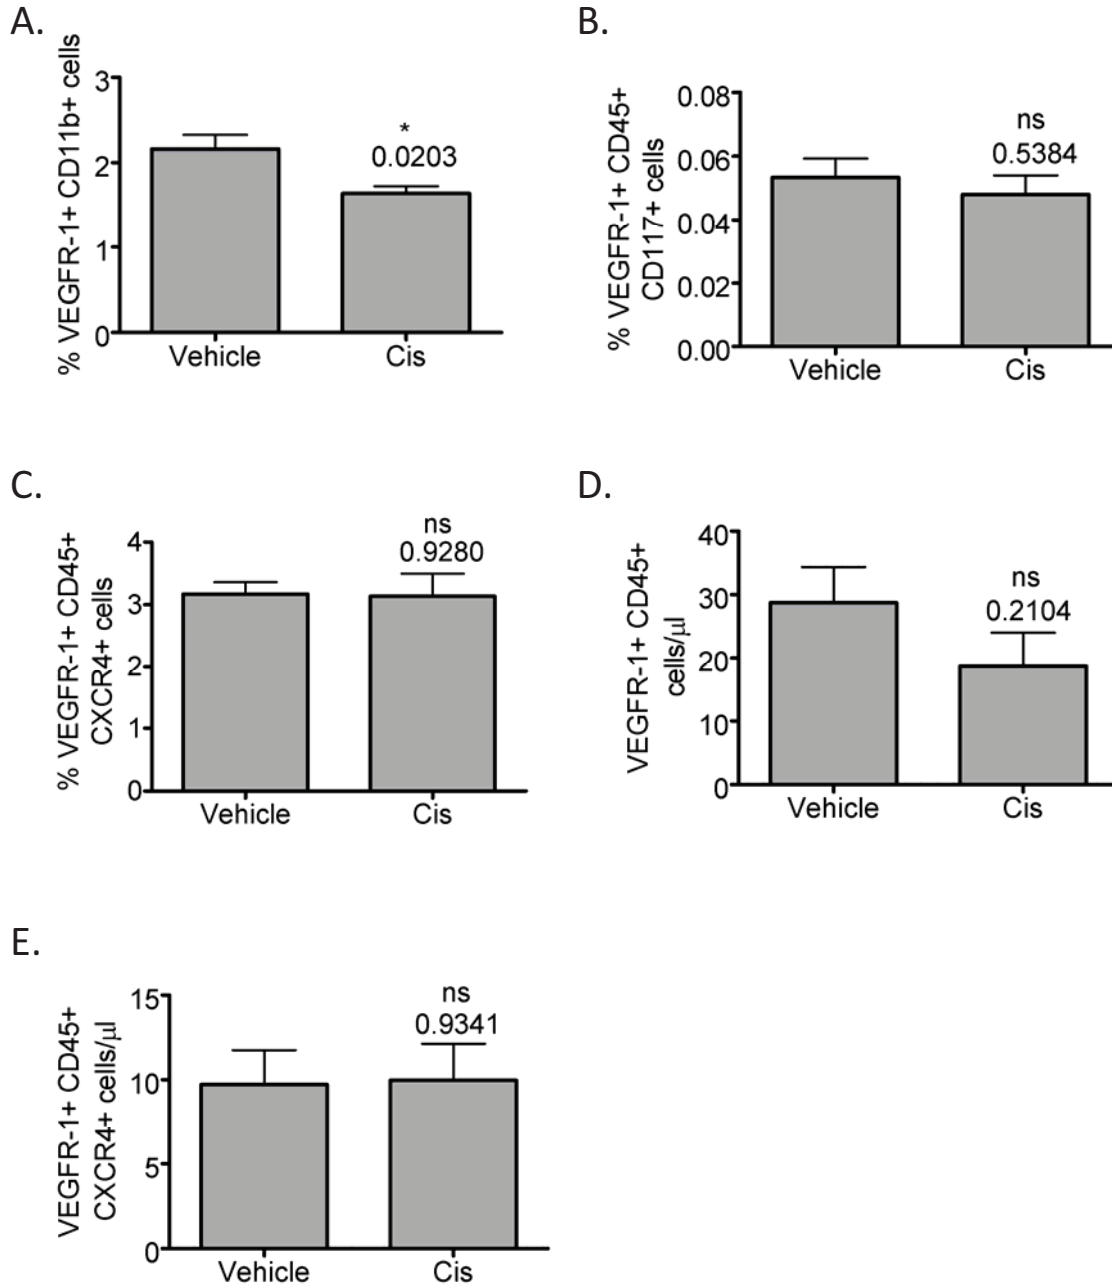 A.
% VEGFR-1+ CD11b+ cells
3
2
1
0
*
0.0203
Vehicle
Cis
B.
% VEGFR-1+ CD45+
CD117+ cells
0.08
0.06
0.04
0.02
0.00
ns
0.5384
Vehicle
Cis
C.
% VEGFR-1+ CD45+
CXCR4+ cells
4
3
2
1
0
ns
0.9280
Vehicle
Cis
D.
VEGFR-1+ CD45+
cells/μl
40
30
20
10
0
ns
0.2104
Vehicle
Cis
E.
VEGFR-1+ CD45+
CXCR4+ cells/μl
15
10
5
0
ns
0.9341
Vehicle
Cis